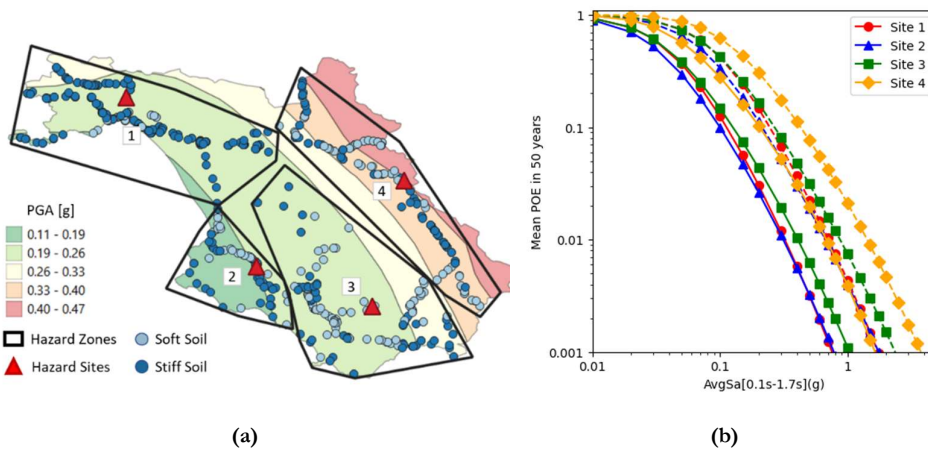 1
4
2
3
PGA [g]
0.11 - 0.19
0.19 - 0.26
0.26 - 0.33
0.33 - 0.40
0.40 - 0.47
Hazard Zones
Soft Soil
Hazard Sites
Stiff Soil
(a)
b)
Mean POE in 50 years
1
0.1
0.01
0.001
0.01
0.1
1
AvgSa[0.1s-1.7s](g)
Site 1
Site 2
Site 3
Site 4
(b)